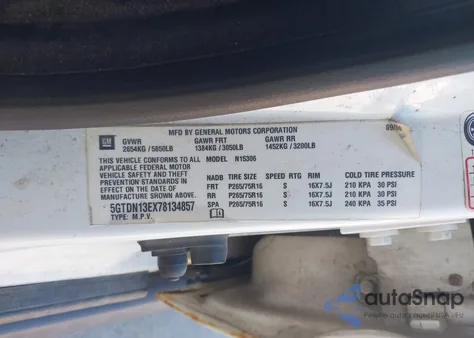 MFD BY GENERAL MOTORS CORPORATION
GM GVWR GAWR FRT GAWR RR
2654KG / 5850LB 1384KG / 3050LB 1452KG / 3200LB
THIS VEHICLE CONFORMS TO ALL MODEL N15306
APPLICABLE FEDERAL
VEHICLE SAFETY AND THEFT
PREVENTION STANDARDS IN
EFFECT ON THE DATE OF
MANUFACTURE SHOWN ABOVE.
5GTDN13EX78134857
TYPE: M.P.V.
NADB TIRE SIZE SPEED RTG RIM COLD TIRE PRESSURE
FRT P265/75R16 S 16X7.5J 210 KPA 30 PSI
RR P265/75R16 S 16X7.5J 210 KPA 30 PSI
SPA P265/75R16 S 16X7.5J 240 KPA 35 PSI
autoSnap